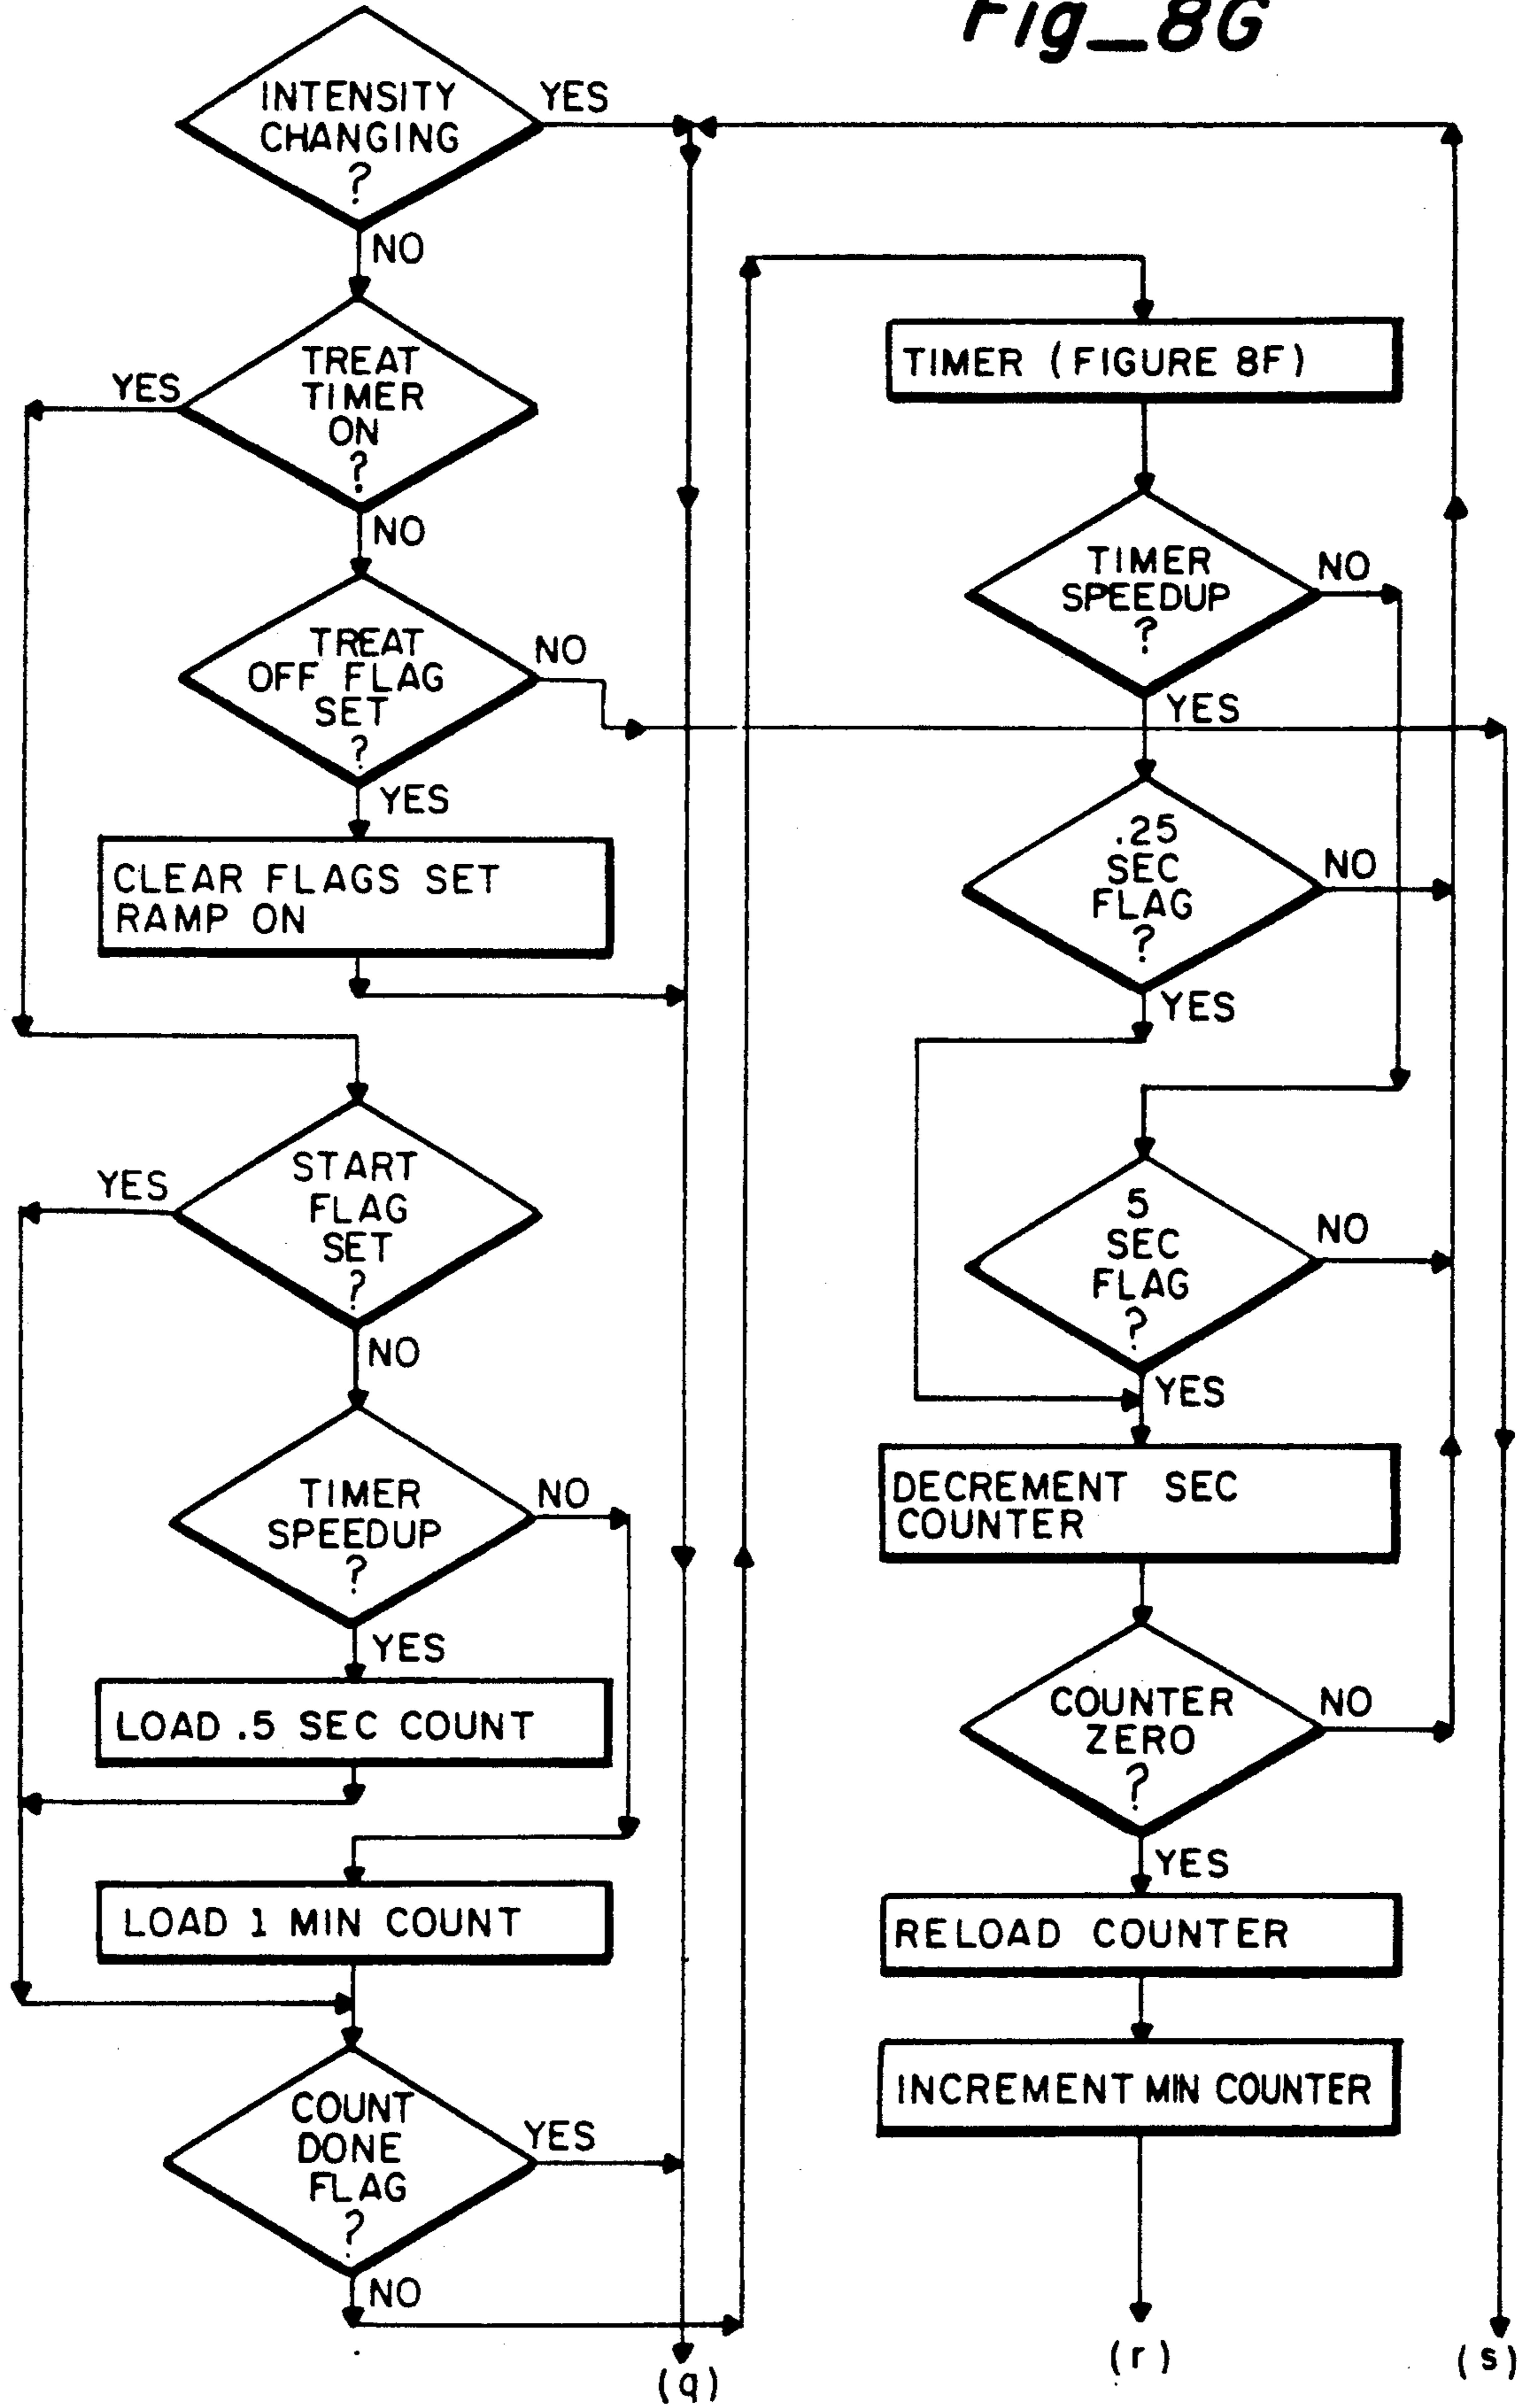 Fig_8G
INTENSITY
CHANGING
?
YES
NO
TREAT
TIMER
ON
?
YES
NO
TREAT
OFF FLAG
SET
?
NO
YES
CLEAR FLAGS SET
RAMP ON
START
FLAG
SET
?
YES
NO
TIMER
SPEEDUP
?
NO
YES
LOAD .5 SEC COUNT
LOAD 1 MIN COUNT
COUNT
DONE
FLAG
?
YES
NO
(q)
TIMER (FIGURE 8F)
TIMER
SPEEDUP
?
NO
YES
.25
SEC
FLAG
?
NO
YES
5
SEC
FLAG
?
NO
YES
DECREMENT SEC
COUNTER
COUNTER
ZERO
?
NO
YES
RELOAD COUNTER
INCREMENT MIN COUNTER
(r)
(s)